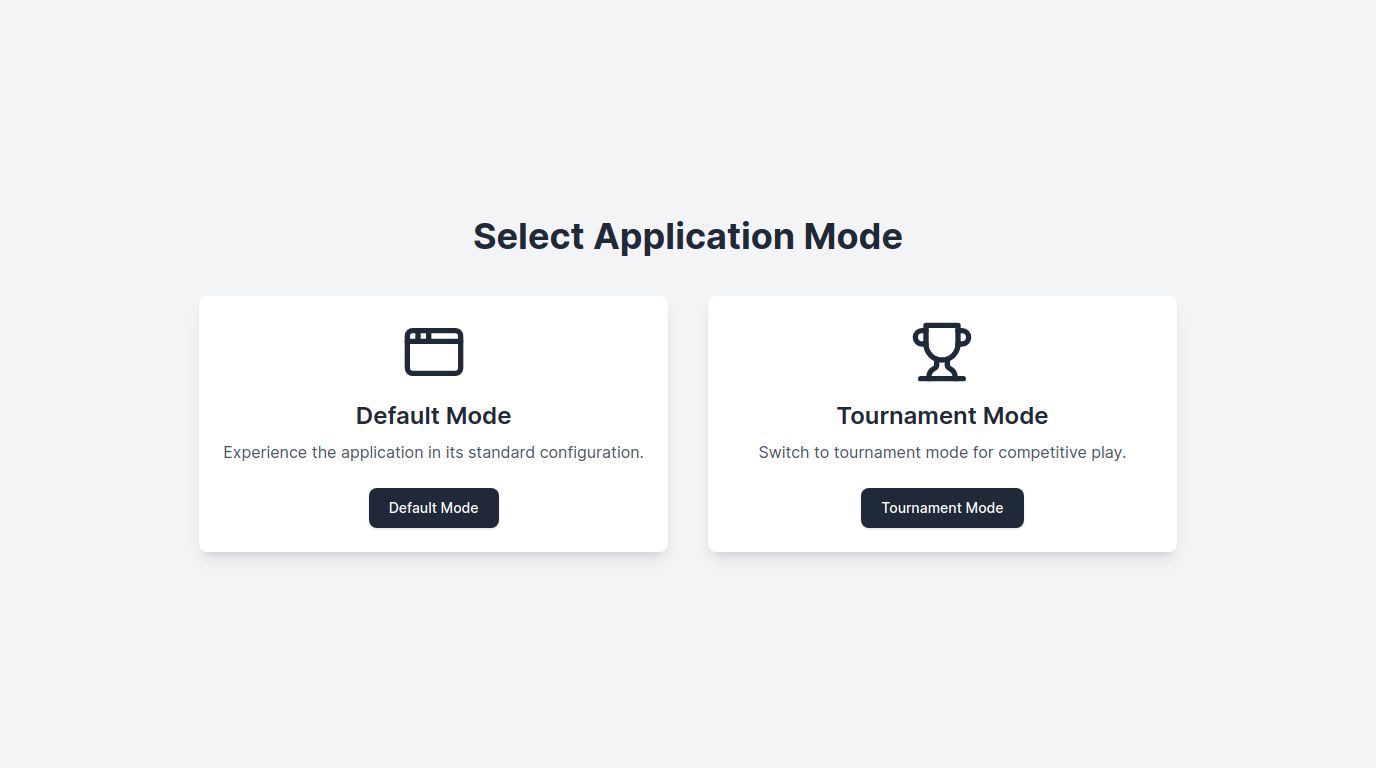 Select Application Mode
Default Mode
Experience the application in its standard configuration.
Default Mode
Tournament Mode
Switch to tournament mode for competitive play.
Tournament Mode